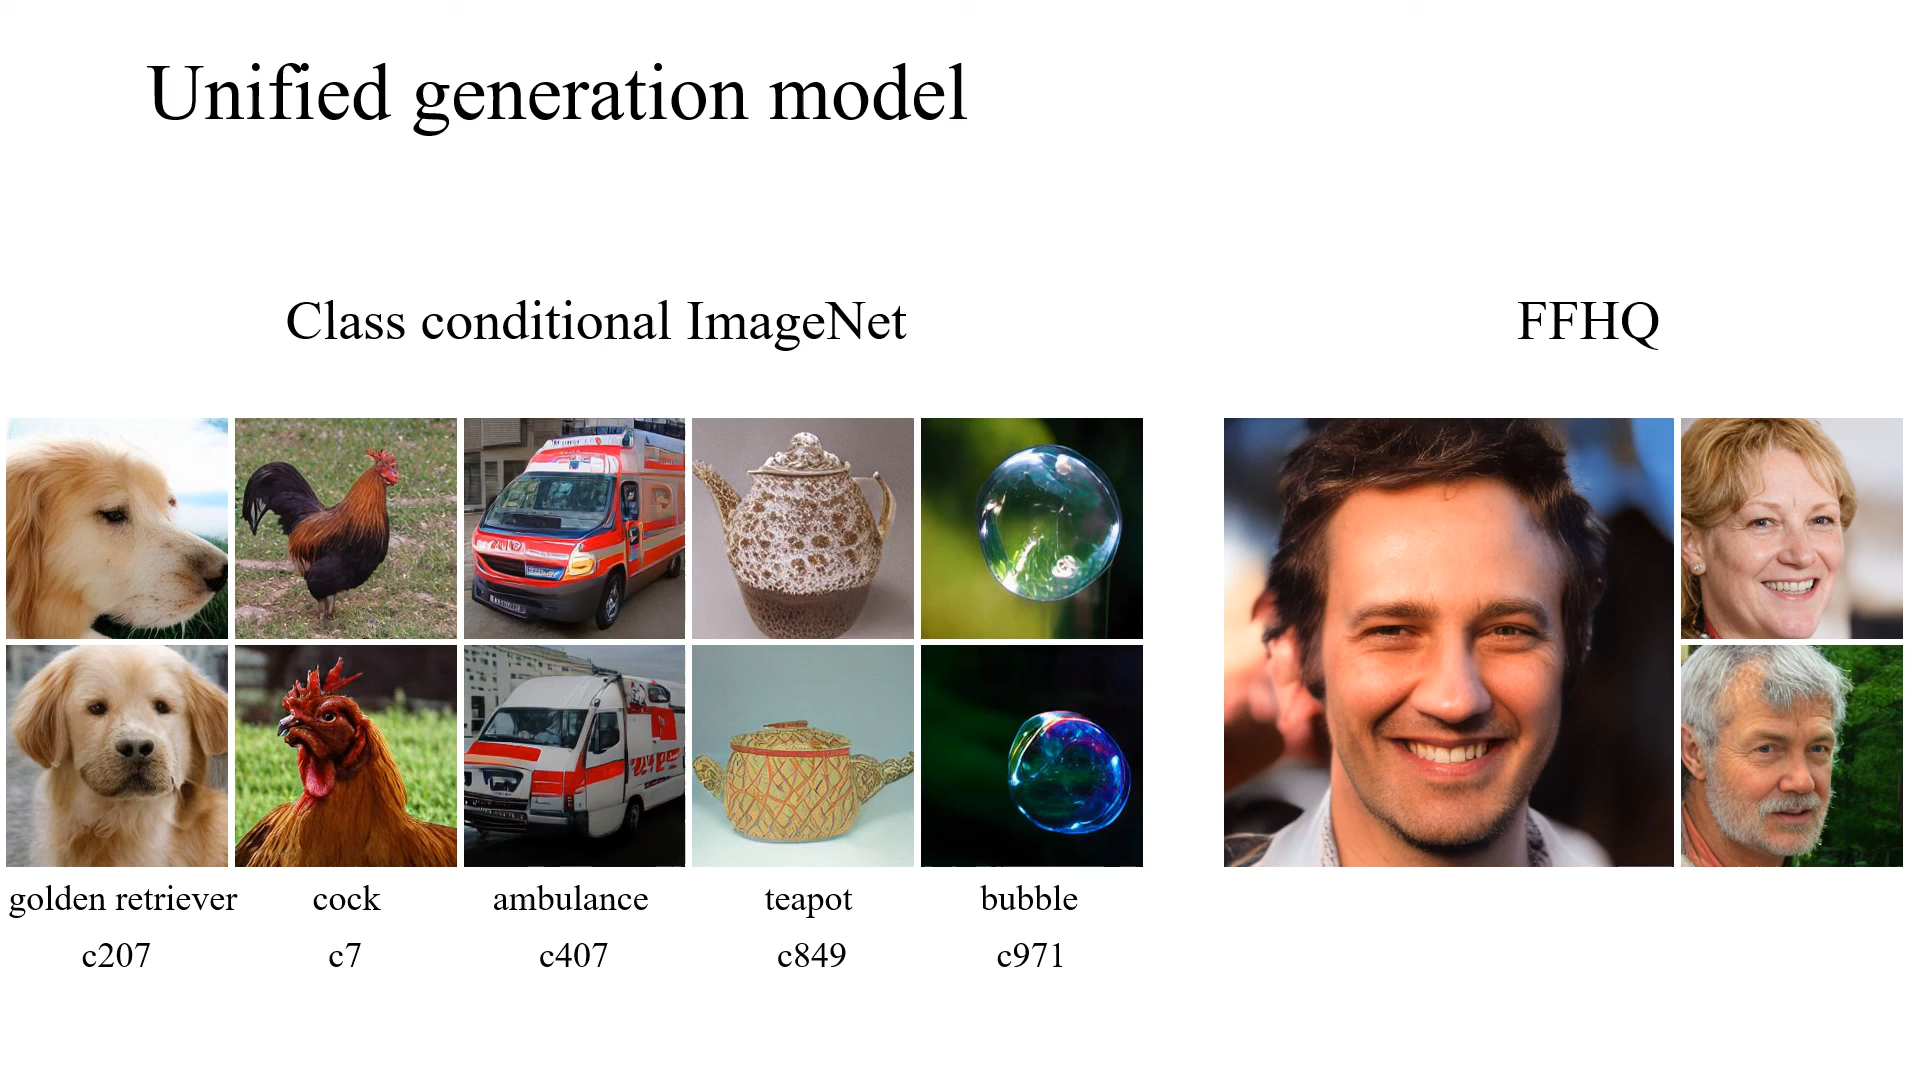 Unified generation model
Class conditional ImageNet
FFHQ
golden retriever
cock
ambulance
teapot
bubble
c207
c7
c407
c849
c971